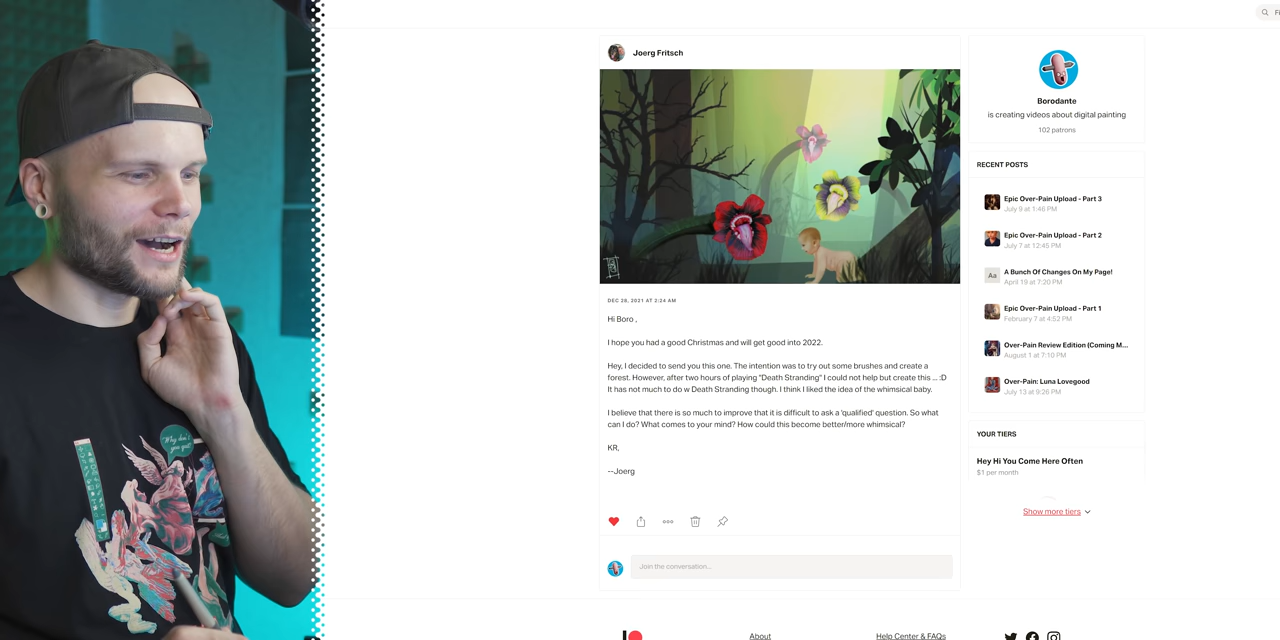 Fi
Joerg Fritsch
DEC 28, 2021 AT 2:34 AM
Hi Boro ,
I hope you had a good Christmas and will get good into 2022.
Hey, I decided to send you this one. The intention was to try out some brushes and create a
forest. However, after two hours of playing "Death Stranding" I could not help but create this ... :D
It has not much to do w Death Stranding though. I think I liked the idea of the whimsical baby.
I believe that there is so much to improve that it is difficult to ask a 'qualified' question. So what
can I do? What comes to your mind? How could this become better/more whimsical?
KR,
--Joerg
Join the conversation...
Borodante
is creating videos about digital painting
102 patrons
RECENT POSTS
Epic Over-Pain Upload - Part 3
July 9 at 1:46 PM
Epic Over-Pain Upload - Part 2
July 7 at 12:45 PM
Aa
A Bunch Of Changes On My Page!
April 19 at 7:20 PM
Epic Over-Pain Upload - Part 1
February 7 at 4:52 PM
Over-Pain Review Edition (Coming M...
August 1 at 7:10 PM
Over-Pain: Luna Lovegood
July 13 at 9:26 PM
YOUR TIERS
Hey Hi You Come Here Often
$1 per month
Show more tiers
About
Help Center & FAQs
Why don't
you quit?